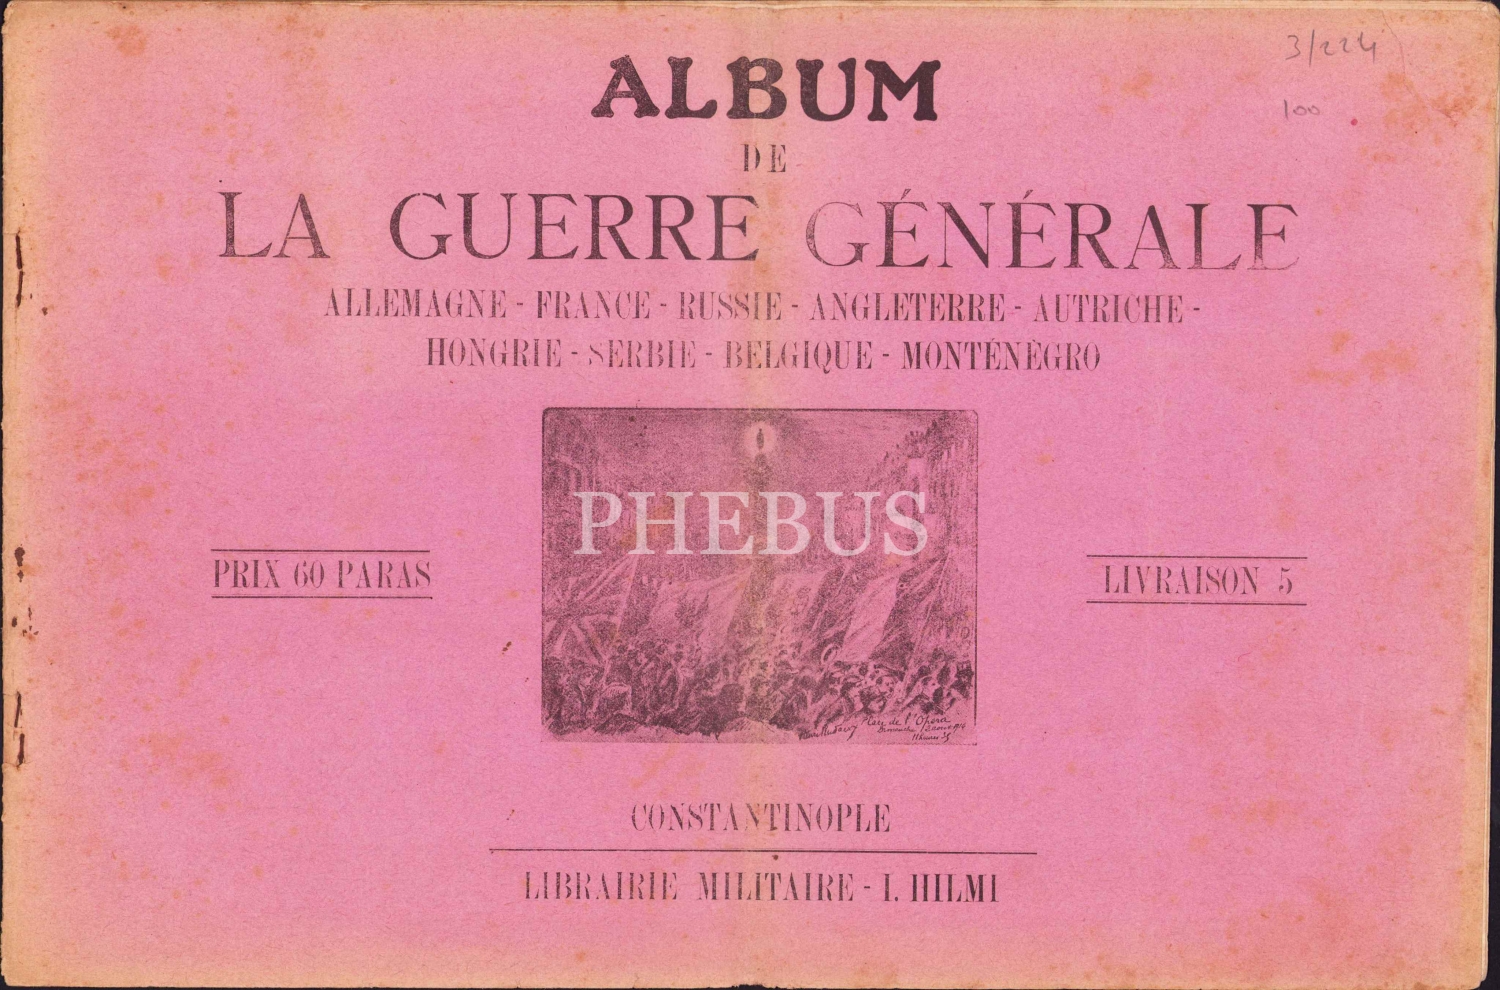 3/224
100
ALBUM
DE
LA GUERRE GÉNÉRALE
ALLEMAGNE - FRANCE - RUSSIE - ANGLETERRE - AUTRICHE -
HONGRIE - SERBIE - BELGIQUE - MONTÉNÉGRO
PHEBUS
PRIX 60 PARAS
LIVRAISON 5
Place de l'Opéra
Dimanche
CONSTANTINOPLE
LIBRAIRIE MILITAIRE - I. HILMI